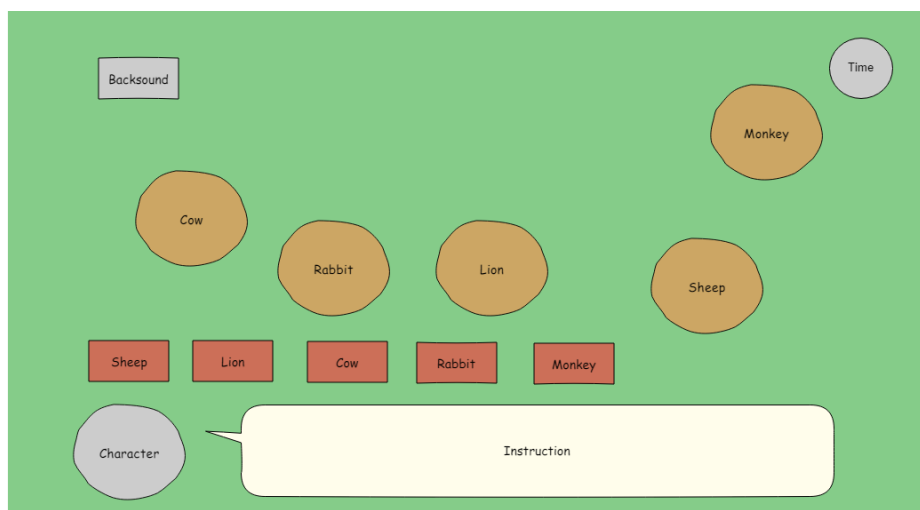 Backsound
Time
Monkey
Cow
Rabbit
Lion
Sheep
Sheep
Lion
Cow
Rabbit
Monkey
Character
Instruction